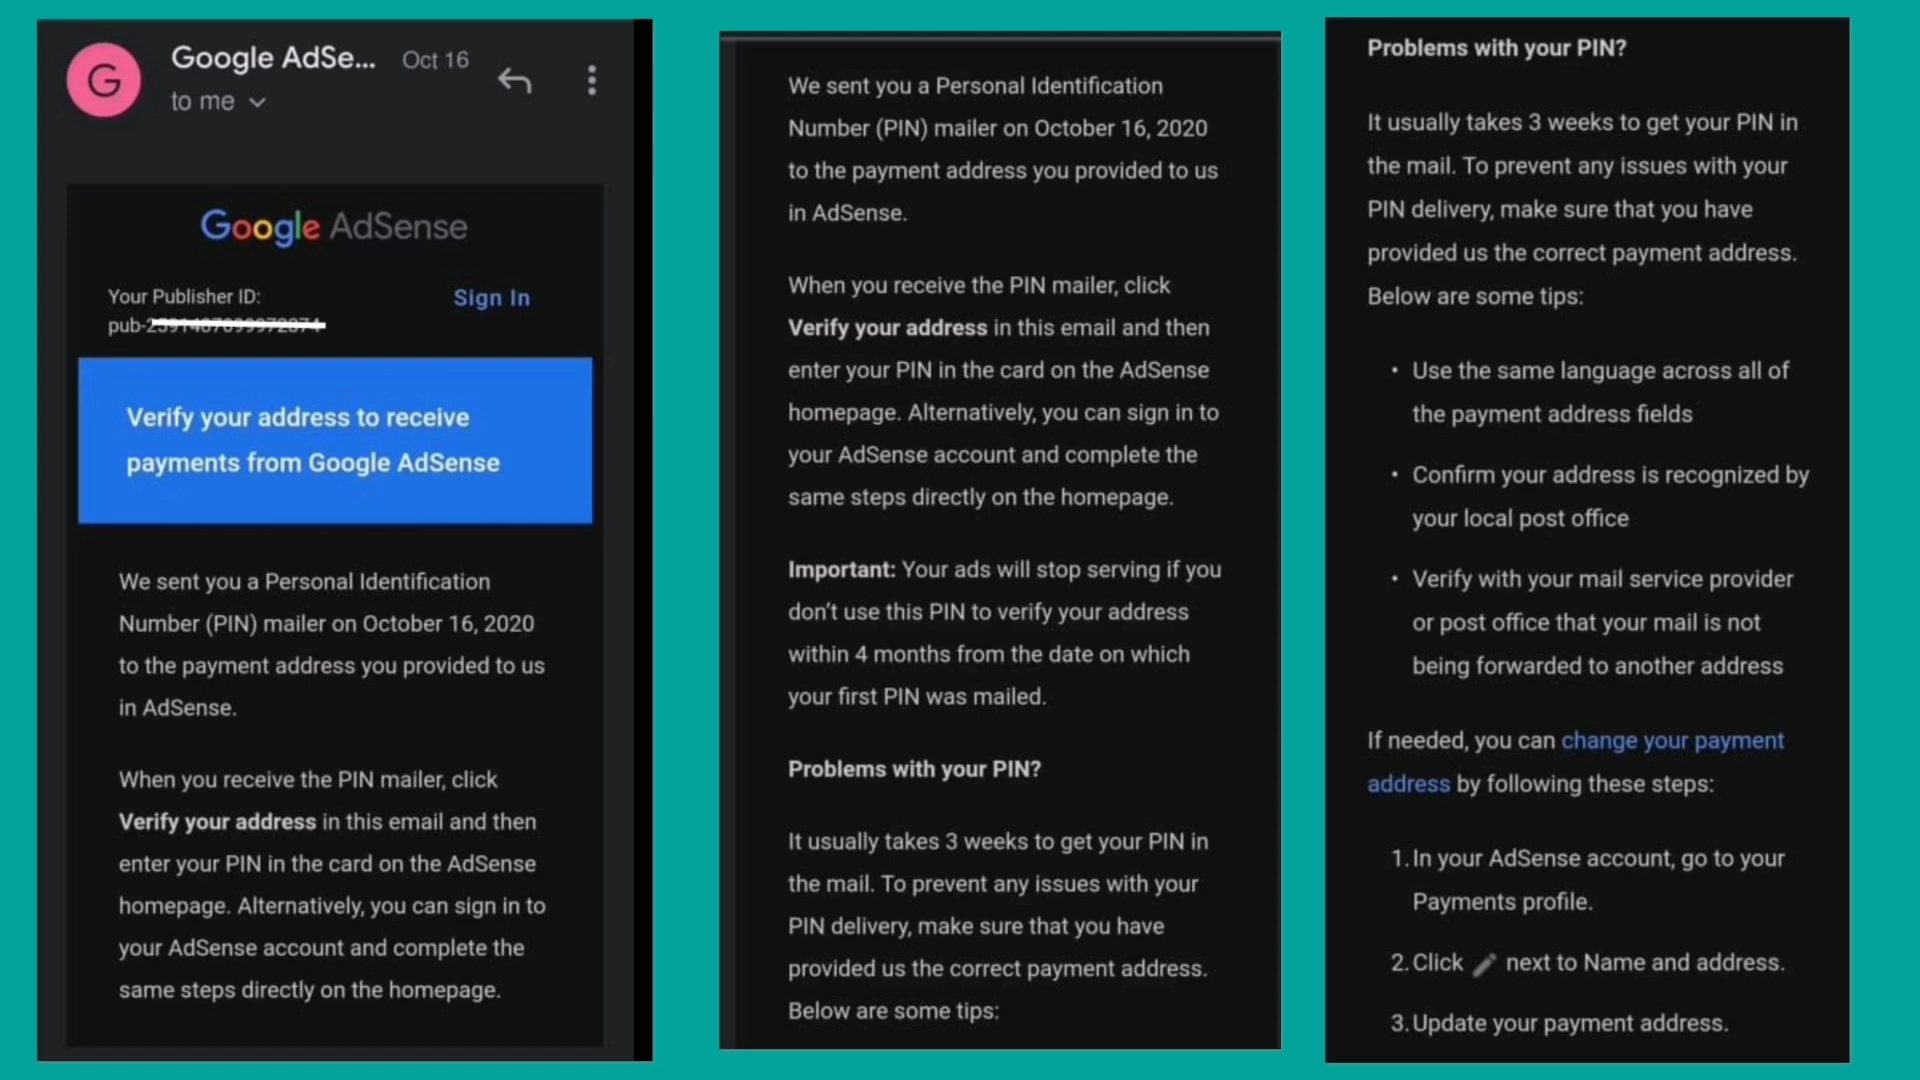 G
Google AdSe... Oct 16
to me
Google AdSense
Your Publisher ID:
Sign In
pub-
Verify your address to receive
payments from Google AdSense
We sent you a Personal Identification
Number (PIN) mailer on October 16, 2020
to the payment address you provided to us
in AdSense.
When you receive the PIN mailer, click
Verify your address in this email and then
enter your PIN in the card on the AdSense
homepage. Alternatively, you can sign in to
your AdSense account and complete the
same steps directly on the homepage.
We sent you a Personal Identification
Number (PIN) mailer on October 16, 2020
to the payment address you provided to us
in AdSense.
When you receive the PIN mailer, click
Verify your address in this email and then
enter your PIN in the card on the AdSense
homepage. Alternatively, you can sign in to
your AdSense account and complete the
same steps directly on the homepage.
Important: Your ads will stop serving if you
don't use this PIN to verify your address
within 4 months from the date on which
your first PIN was mailed.
Problems with your PIN?
It usually takes 3 weeks to get your PIN in
the mail. To prevent any issues with your
PIN delivery, make sure that you have
provided us the correct payment address.
Below are some tips:
Problems with your PIN?
It usually takes 3 weeks to get your PIN in
the mail. To prevent any issues with your
PIN delivery, make sure that you have
provided us the correct payment address.
Below are some tips:
• Use the same language across all of
the payment address fields
• Confirm your address is recognized by
your local post office
• Verify with your mail service provider
or post office that your mail is not
being forwarded to another address
If needed, you can change your payment
address by following these steps:
1. In your AdSense account, go to your
Payments profile.
2. Click next to Name and address.
3. Update your payment address.